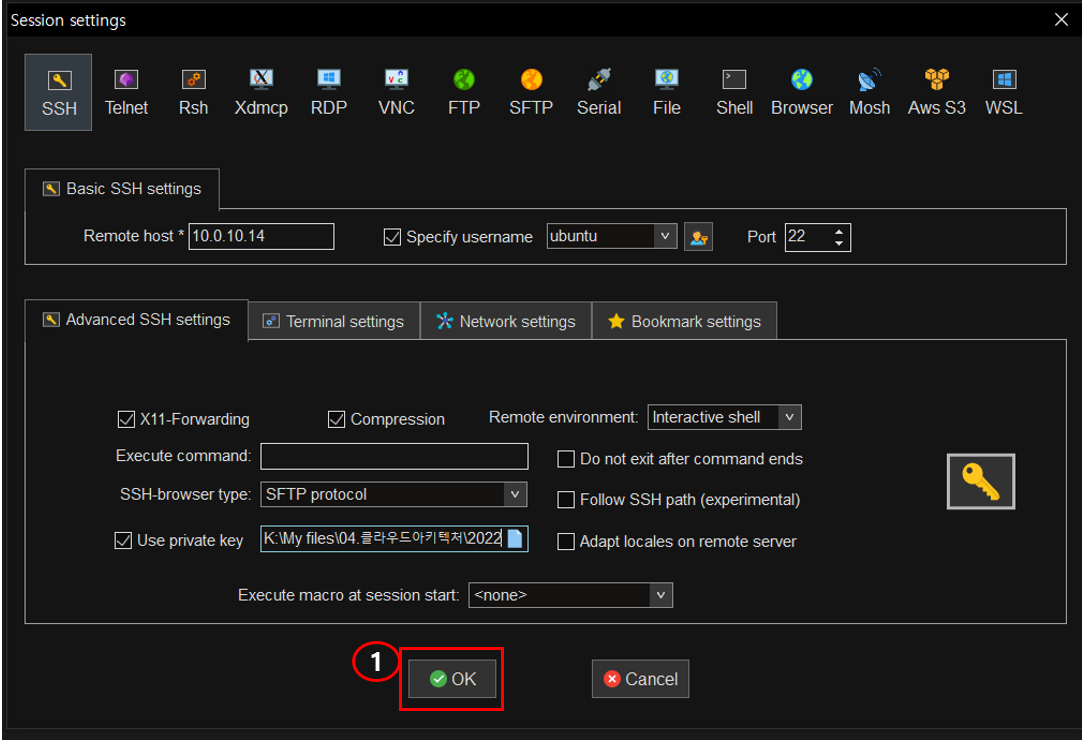 Session settings
SSH Telnet Rsh Xdmcp RDP VNC FTP SFTP Serial File Shell Browser Mosh Aws S3 WSL
Basic SSH settings
Remote host * 10.0.10.14 Specify username ubuntu Port 22
Advanced SSH settings Terminal settings Network settings Bookmark settings
X11-Forwarding Compression Remote environment: Interactive shell
Execute command: Do not exit after command ends
SSH-browser type: SFTP protocol Follow SSH path (experimental)
Use private key K:\My files\04.클라우드아키텍처\2022 Adapt locales on remote server
Execute macro at session start: <none>
1 OK Cancel